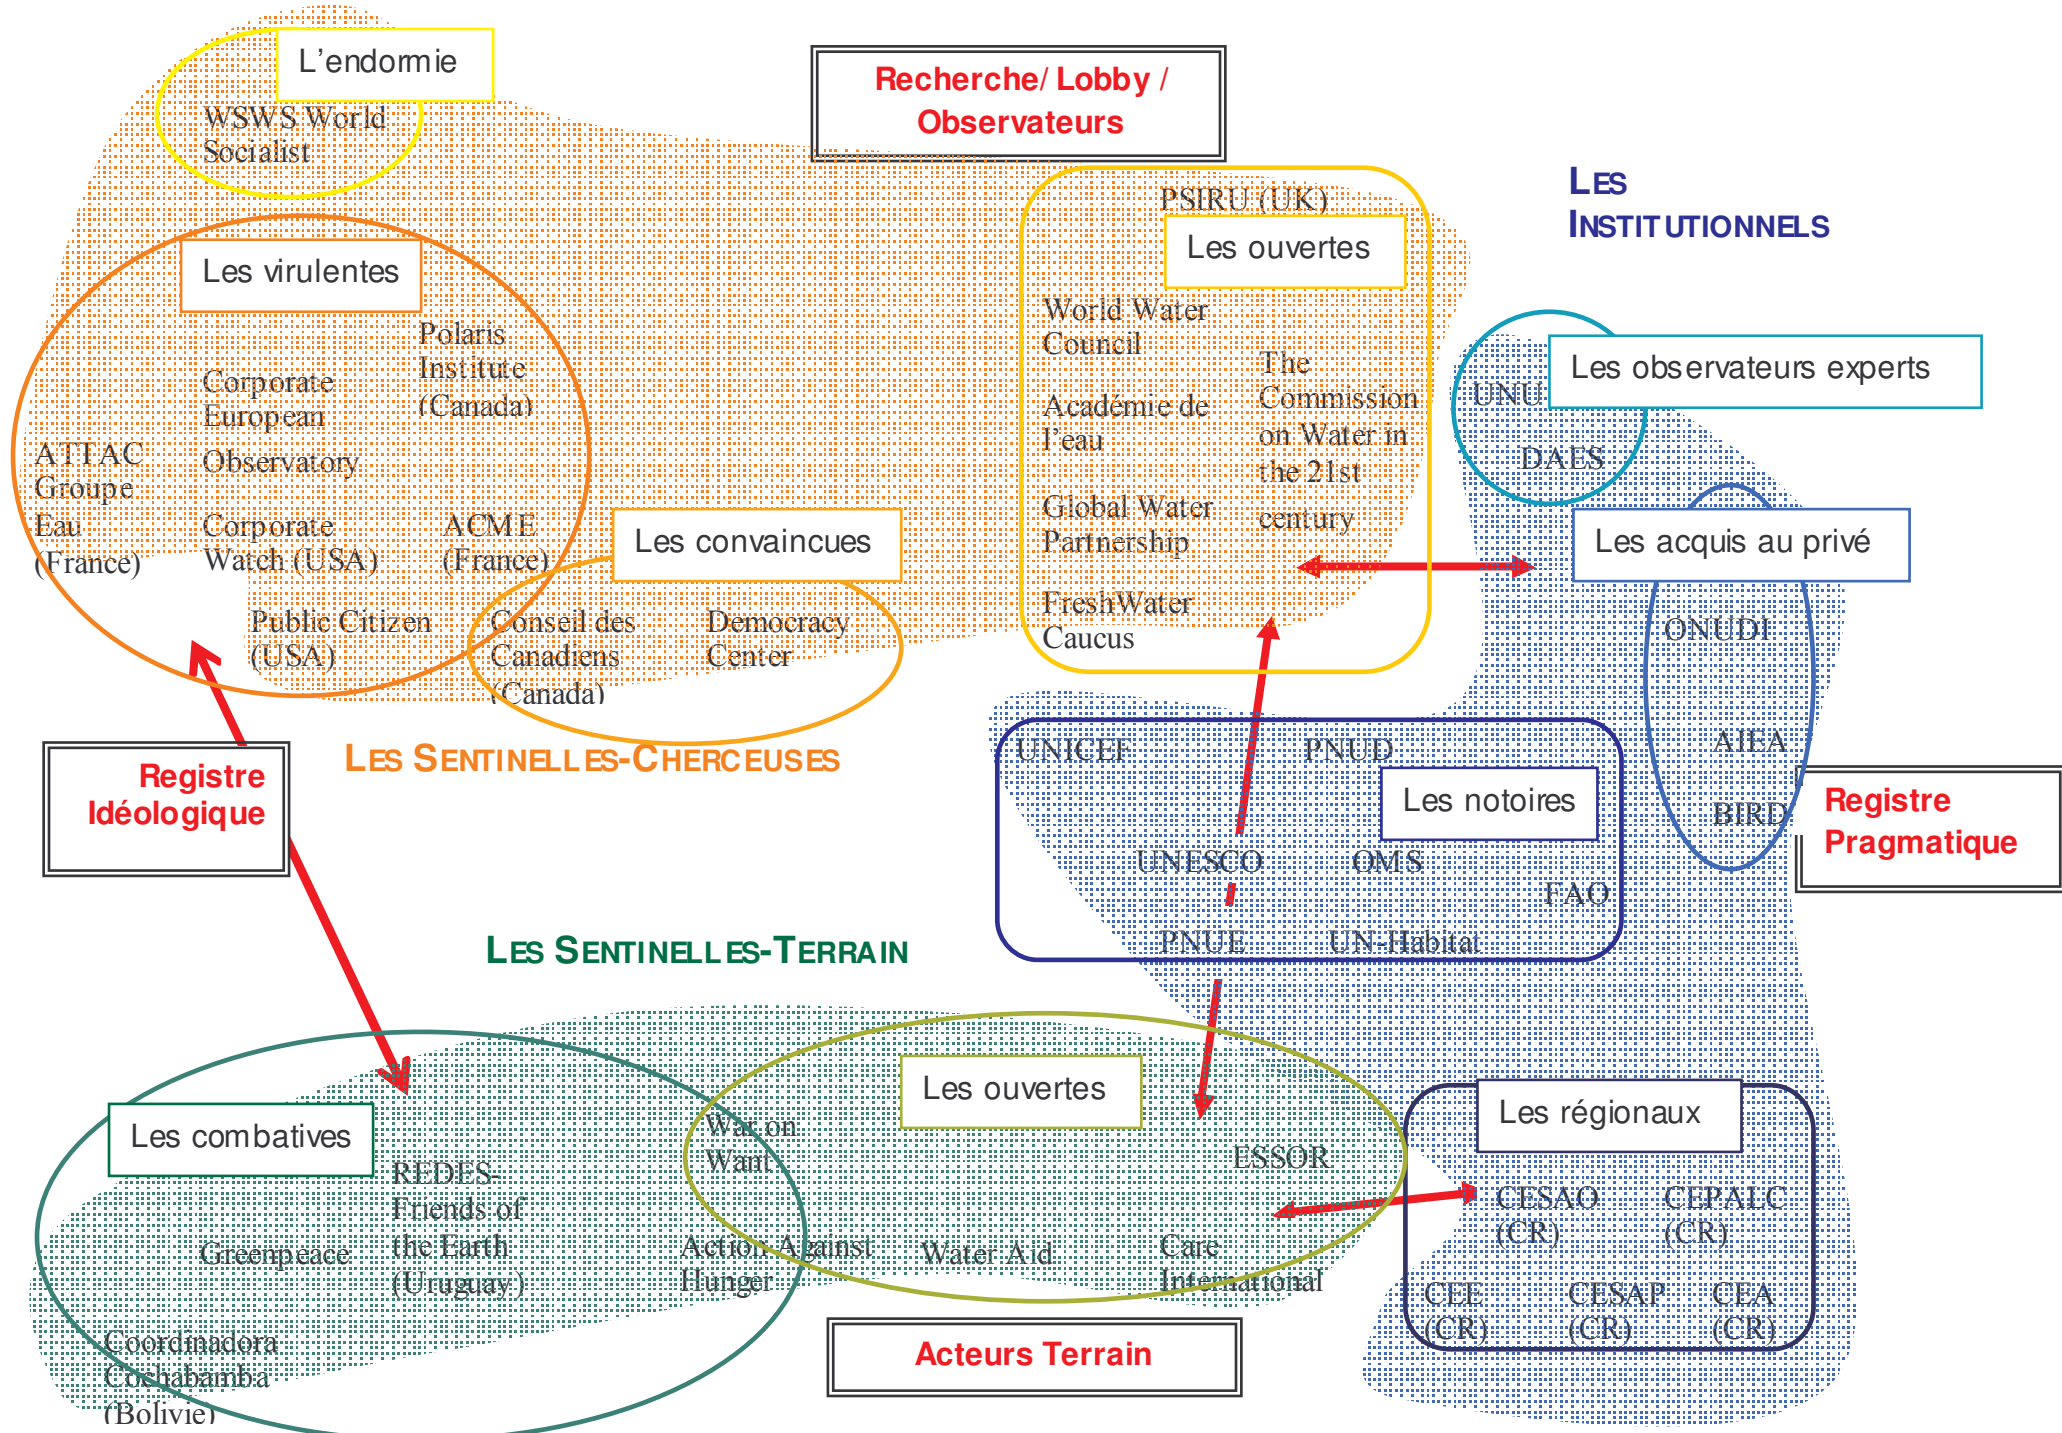 L'endormie
WSWS World
Socialist
Recherche/ Lobby /
Observateurs
LES
INSTITUTIONNELS
PSIRU (UK)
Les ouvertes
World Water
Council
Académie de
l'eau
Global Water
Partnership
FreshWater
Caucus
The
Commission
on Water in
the 21st
century
Les virulentes
Polaris
Institute
(Canada)
Corporate
European
Observatory
ATTAC
Groupe
Eau
(France)
Corporate
Watch (USA)
ACME
(France)
Public Citizen
(USA)
Les convaincues
Conseil des
Canadiens
(Canada)
Democracy
Center
Les observateurs experts
UNU
DAES
Les acquis au privé
ONUDI
AIEA
BIRD
LES SENTINELLES-CHERCEUSES
Registre
Idéologique
UNICEF
PNUD
Les notoires
UNESCO
OMS
FAO
PNUE
UN-Habitat
Registre
Pragmatique
LES SENTINELLES-TERRAIN
Les combatives
REDES-
Friends of
the Earth
(Uruguay)
Greenpeace
Coordinadora
Cochabamba
(Bolivie)
Les ouvertes
War on
Want
ESSOR
Action Against
Hunger
Water Aid
Care
International
Les régionaux
CESAO
(CR)
CEPALC
(CR)
CEE
(CR)
CESAP
(CR)
CEA
(CR)
Acteurs Terrain